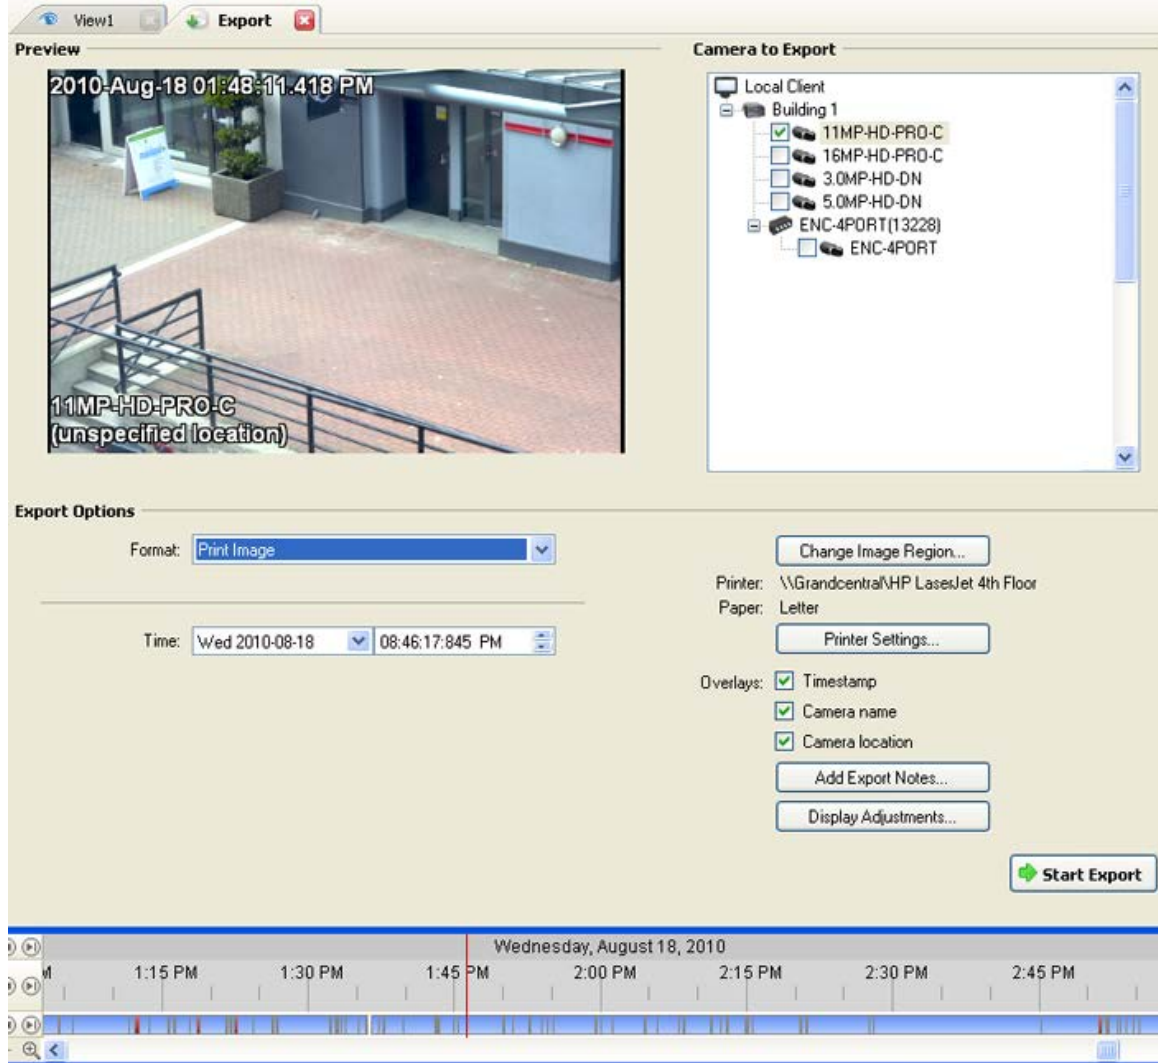 View1
Export
Preview
Camera to Export
2010-Aug-18 01:48:11.418 PM
11MP-HD-PRO-C
(unspecified location)
Local Client
Building 1
11MP-HD-PRO-C
16MP-HD-PRO-C
3.0MP-HD-DN
5.0MP-HD-DN
ENC-4PORT(13228)
ENC-4PORT
Export Options
Format: Print Image
Time: Wed 2010-08-18 08:46:17:845 PM
Change Image Region...
Printer: \\Grandcentral\HP LaserJet 4th Floor
Paper: Letter
Printer Settings...
Overlays: Timestamp
Camera name
Camera location
Add Export Notes...
Display Adjustments...
Start Export
Wednesday, August 18, 2010
1:15 PM 1:30 PM 1:45 PM 2:00 PM 2:15 PM 2:30 PM 2:45 PM